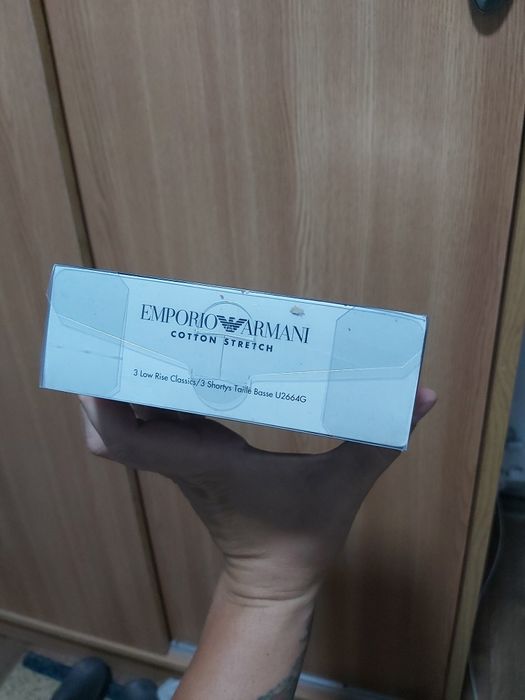 EMPORIO ARMANI
COTTON STRETCH
3 Low Rise Classics/3 Shortys Taille Basse U2664G